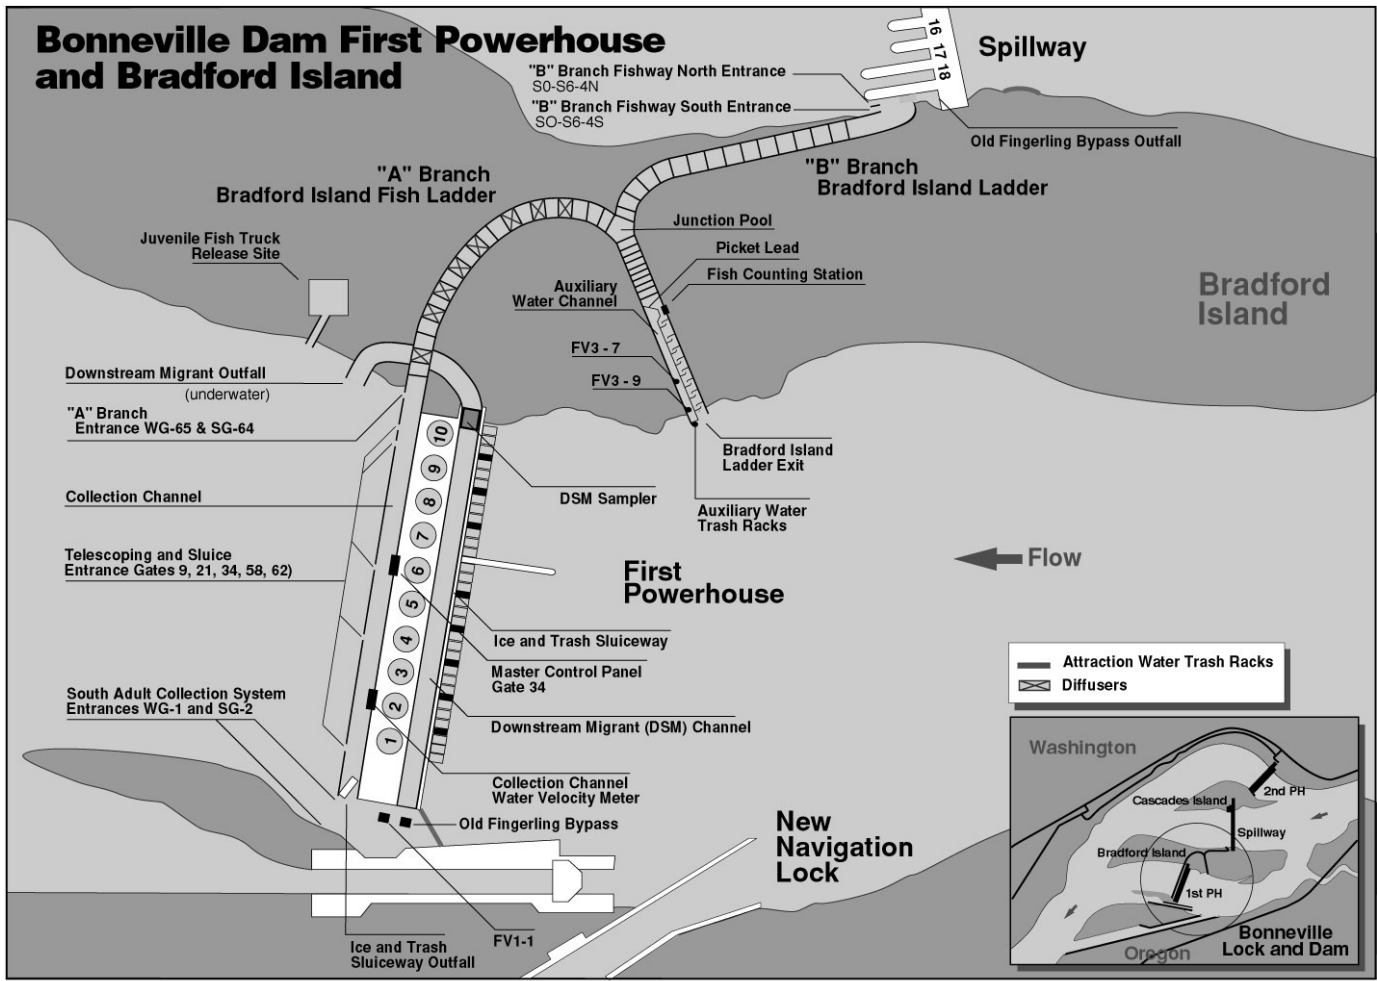 Bonneville Dam First Powerhouse
and Bradford Island
Spillway
16
17
18
"B" Branch Fishway North Entrance
S0-S6-4N
"B" Branch Fishway South Entrance
SO-S6-4S
Old Fingerling Bypass Outfall
"A" Branch
Bradford Island Fish Ladder
"B" Branch
Bradford Island Ladder
Junction Pool
Picket Lead
Fish Counting Station
Juvenile Fish Truck
Release Site
Auxiliary
Water Channel
Bradford
Island
FV3 - 7
FV3 - 9
Downstream Migrant Outfall
(underwater)
"A" Branch
Entrance WG-65 & SG-64
Bradford Island
Ladder Exit
Collection Channel
DSM Sampler
Auxiliary Water
Trash Racks
10
9
8
7
6
5
4
3
2
1
Telescoping and Sluice
Entrance Gates 9, 21, 34, 58, 62)
First
Powerhouse
Flow
Ice and Trash Sluiceway
Master Control Panel
Gate 34
South Adult Collection System
Entrances WG-1 and SG-2
Downstream Migrant (DSM) Channel
Collection Channel
Water Velocity Meter
Old Fingerling Bypass
New
Navigation
Lock
FV1-1
Ice and Trash
Sluiceway Outfall
Attraction Water Trash Racks
Diffusers
Washington
2nd PH
Cascades Island
Spillway
Bradford Island
1st PH
Oregon
Bonneville
Lock and Dam